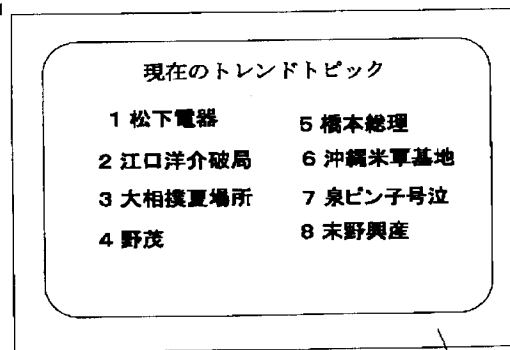 現在のトレンドトピック
1 松下電器
2 江口洋介破局
3 大相撲夏場所
4 野茂
5 橋本総理
6 沖縄米軍基地
7 泉ピン子号泣
8 末野興産